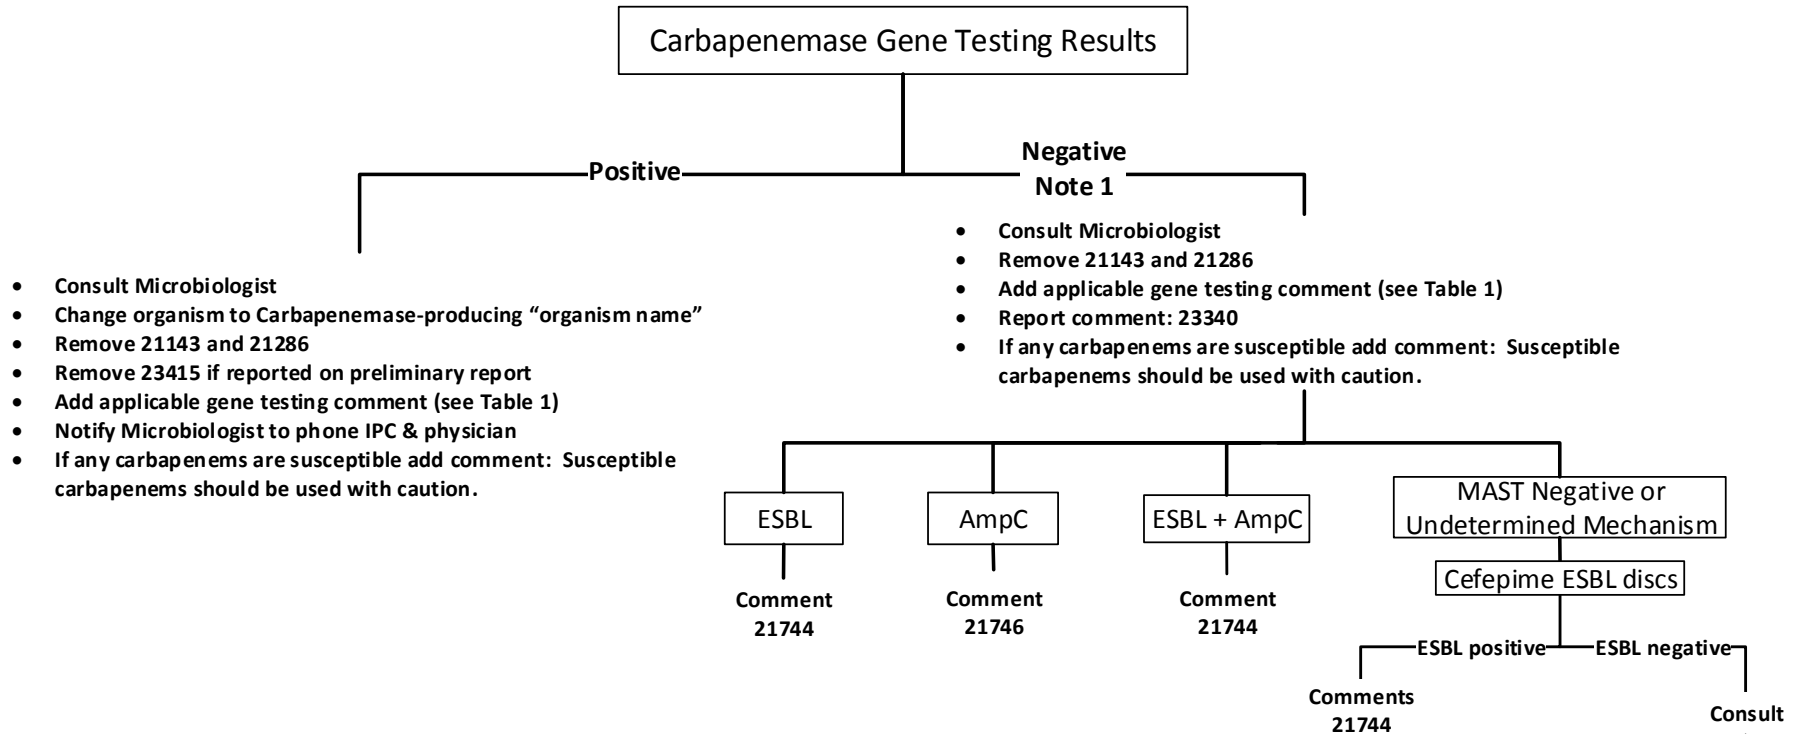 Carbapenemase Gene Testing Results
Positive
Negative
Note 1
• Consult Microbiologist
• Change organism to Carbapenemase-producing “organism name”
• Remove 21143 and 21286
• Remove 23415 if reported on preliminary report
• Add applicable gene testing comment (see Table 1)
• Notify Microbiologist to phone IPC & physician
• If any carbapenems are susceptible add comment:  Susceptible
carbapenems should be used with caution.
• Consult Microbiologist
• Remove 21143 and 21286
• Add applicable gene testing comment (see Table 1)
• Report comment: 23340
• If any carbapenems are susceptible add comment:  Susceptible
carbapenems should be used with caution.
ESBL
AmpC
ESBL + AmpC
MAST Negative or
Undetermined Mechanism
Comment
21744
Comment
21746
Comment
21744
Cefepime ESBL discs
ESBL positive
ESBL negative
Comments
21744
Consult